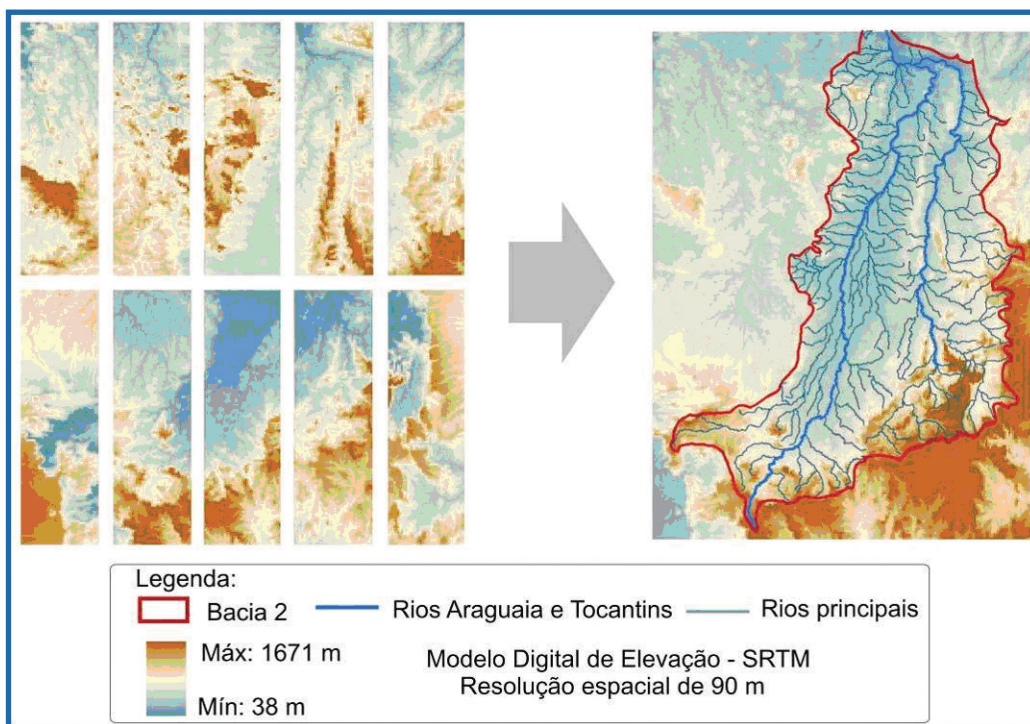 Legenda:
Bacia 2
Rios Araguaia e Tocantins
Rios principais
Máx: 1671 m
Mín: 38 m
Modelo Digital de Elevação - SRTM
Resolução espacial de 90 m